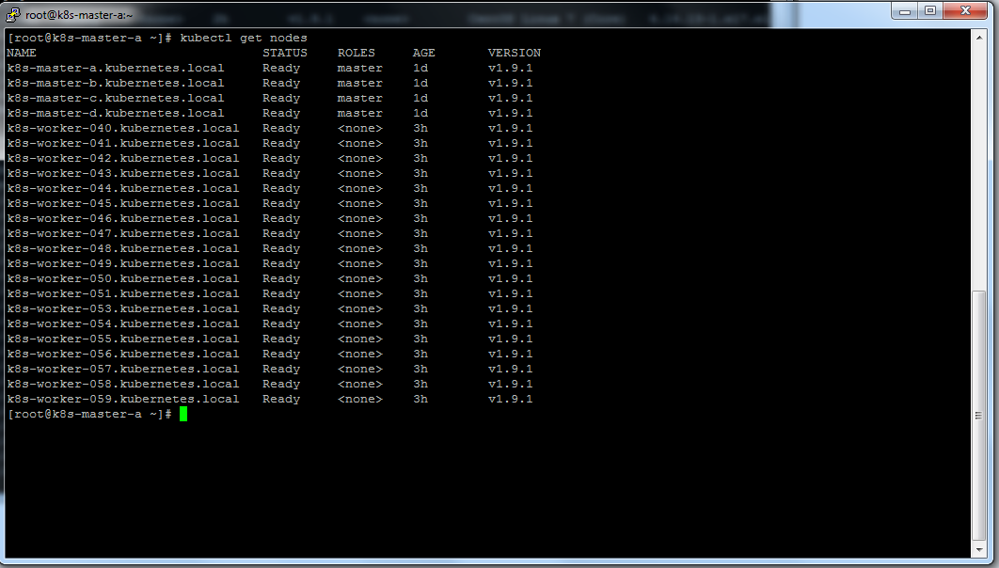 root@k8s-master-a:~
[root@k8s-master-a ~]# kubectl get nodes
NAME STATUS ROLES AGE VERSION
k8s-master-a.kubernetes.local Ready master 1d v1.9.1
k8s-master-b.kubernetes.local Ready master 1d v1.9.1
k8s-master-c.kubernetes.local Ready master 1d v1.9.1
k8s-master-d.kubernetes.local Ready master 1d v1.9.1
k8s-worker-040.kubernetes.local Ready <none> 3h v1.9.1
k8s-worker-041.kubernetes.local Ready <none> 3h v1.9.1
k8s-worker-042.kubernetes.local Ready <none> 3h v1.9.1
k8s-worker-043.kubernetes.local Ready <none> 3h v1.9.1
k8s-worker-044.kubernetes.local Ready <none> 3h v1.9.1
k8s-worker-045.kubernetes.local Ready <none> 3h v1.9.1
k8s-worker-046.kubernetes.local Ready <none> 3h v1.9.1
k8s-worker-047.kubernetes.local Ready <none> 3h v1.9.1
k8s-worker-048.kubernetes.local Ready <none> 3h v1.9.1
k8s-worker-049.kubernetes.local Ready <none> 3h v1.9.1
k8s-worker-050.kubernetes.local Ready <none> 3h v1.9.1
k8s-worker-051.kubernetes.local Ready <none> 3h v1.9.1
k8s-worker-053.kubernetes.local Ready <none> 3h v1.9.1
k8s-worker-054.kubernetes.local Ready <none> 3h v1.9.1
k8s-worker-055.kubernetes.local Ready <none> 3h v1.9.1
k8s-worker-056.kubernetes.local Ready <none> 3h v1.9.1
k8s-worker-057.kubernetes.local Ready <none> 3h v1.9.1
k8s-worker-058.kubernetes.local Ready <none> 3h v1.9.1
k8s-worker-059.kubernetes.local Ready <none> 3h v1.9.1
[root@k8s-master-a ~]#